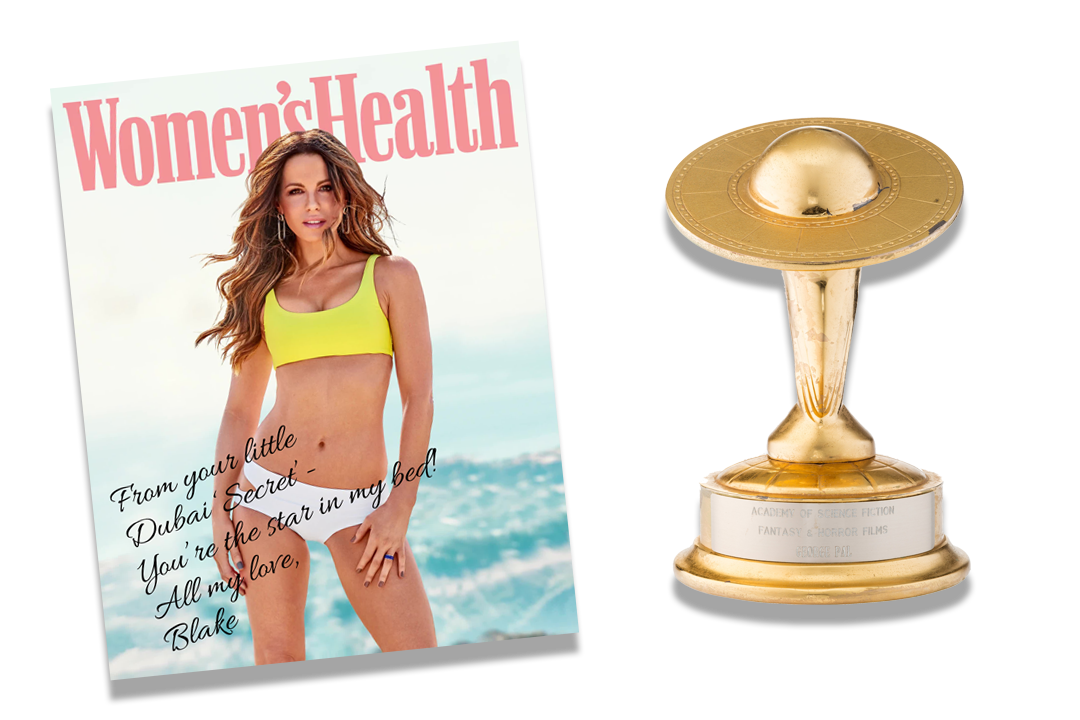 Women'sHealth
From your little
Dubai 'Secret' -
You're the star in my bed!
All my love,
Blake
ACADEMY OF SCIENCE FICTION
FANTASY & HORROR FILMS